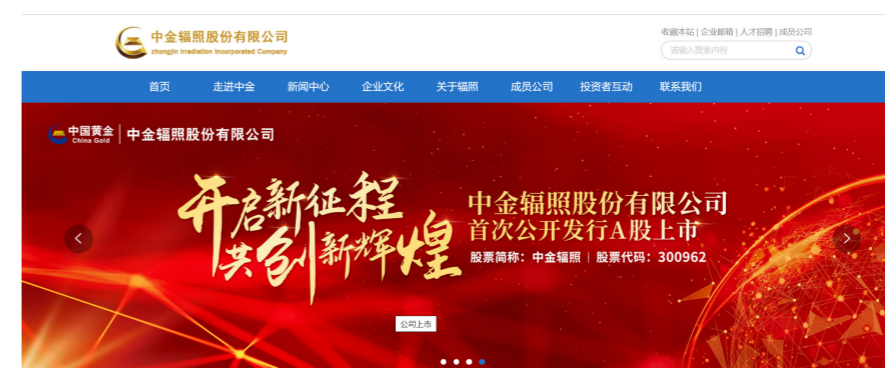 中金辐照股份有限公司
zhongjin Irradiation Incorporated Company
收藏本站 | 企业邮箱 | 人才招聘 | 成员公司
请输入搜索内容
首页 走进中金 新闻中心 企业文化 关于辐照 成员公司 投资者互动 联系我们
中国黄金 中金辐照股份有限公司
China Gold
开启新征程
共创新辉煌
中金辐照股份有限公司
首次公开发行A股上市
股票简称：中金辐照 | 股票代码：300962
公司上市